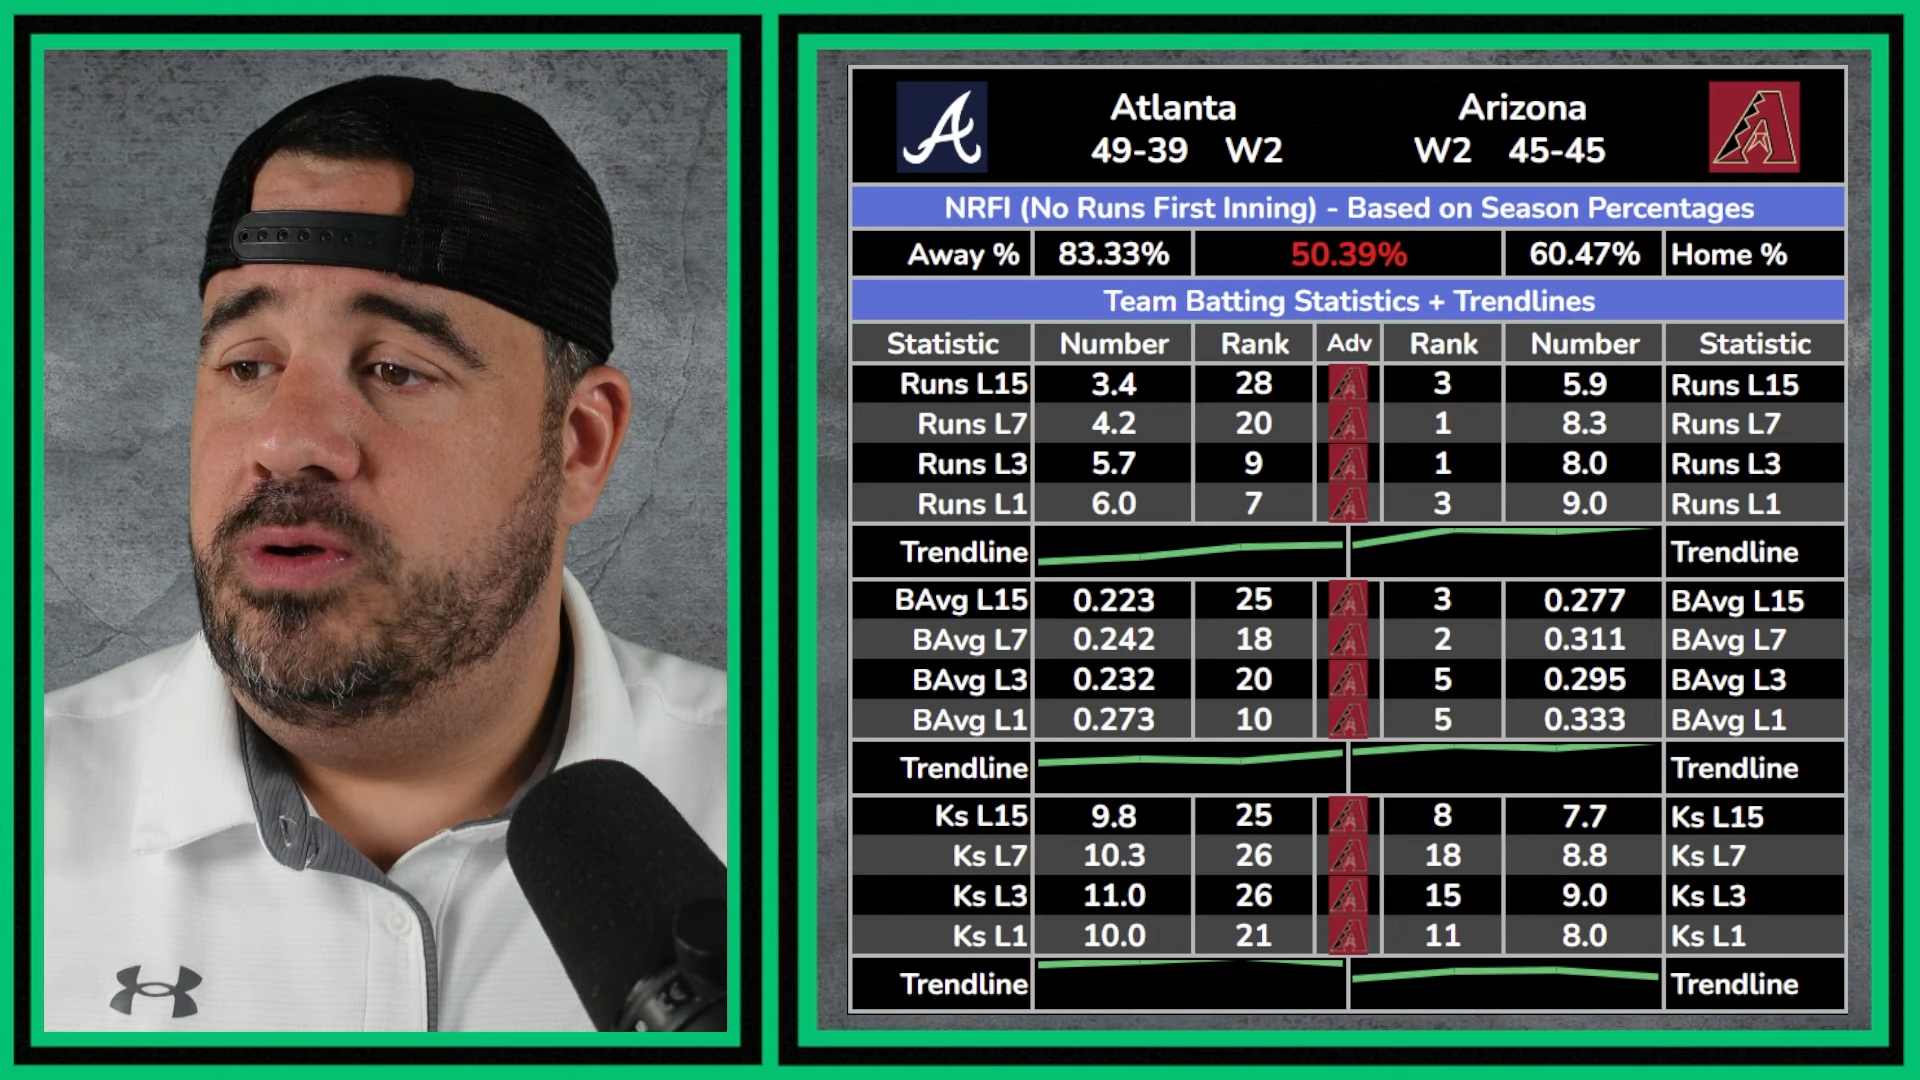 Atlanta Arizona
49-39 W2 W2 45-45
NRFI (No Runs First Inning) - Based on Season Percentages
Away % 83.33% 50.39% 60.47% Home %
Team Batting Statistics + Trendlines
Statistic Number Rank Adv Rank Number Statistic
Runs L15 3.4 28 3 5.9 Runs L15
Runs L7 4.2 20 1 8.3 Runs L7
Runs L3 5.7 9 1 8.0 Runs L3
Runs L1 6.0 7 3 9.0 Runs L1
Trendline Trendline
BAvg L15 0.223 25 3 0.277 BAvg L15
BAvg L7 0.242 18 2 0.311 BAvg L7
BAvg L3 0.232 20 5 0.295 BAvg L3
BAvg L1 0.273 10 5 0.333 BAvg L1
Trendline Trendline
Ks L15 9.8 25 8 7.7 Ks L15
Ks L7 10.3 26 18 8.8 Ks L7
Ks L3 11.0 26 15 9.0 Ks L3
Ks L1 10.0 21 11 8.0 Ks L1
Trendline Trendline